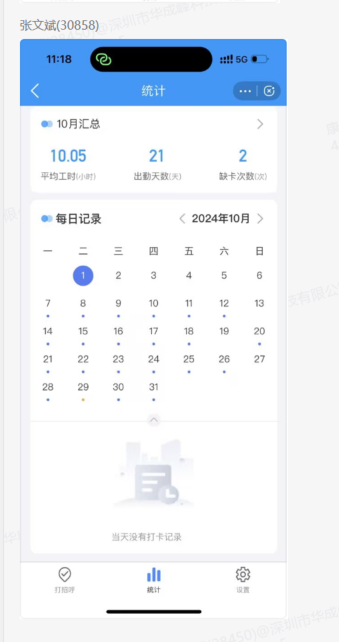 张文斌(30858)
11:18
5G
统计
10月汇总
10.05 21 2
平均工时(小时) 出勤天数(天) 缺卡次数(次)
每日记录 2024年10月
一 二 三 四 五 六 日
1 2 3 4 5 6
7 8 9 10 11 12 13
14 15 16 17 18 19 20
21 22 23 24 25 26 27
28 29 30 31
当天没有打卡记录
打招呼 统计 设置